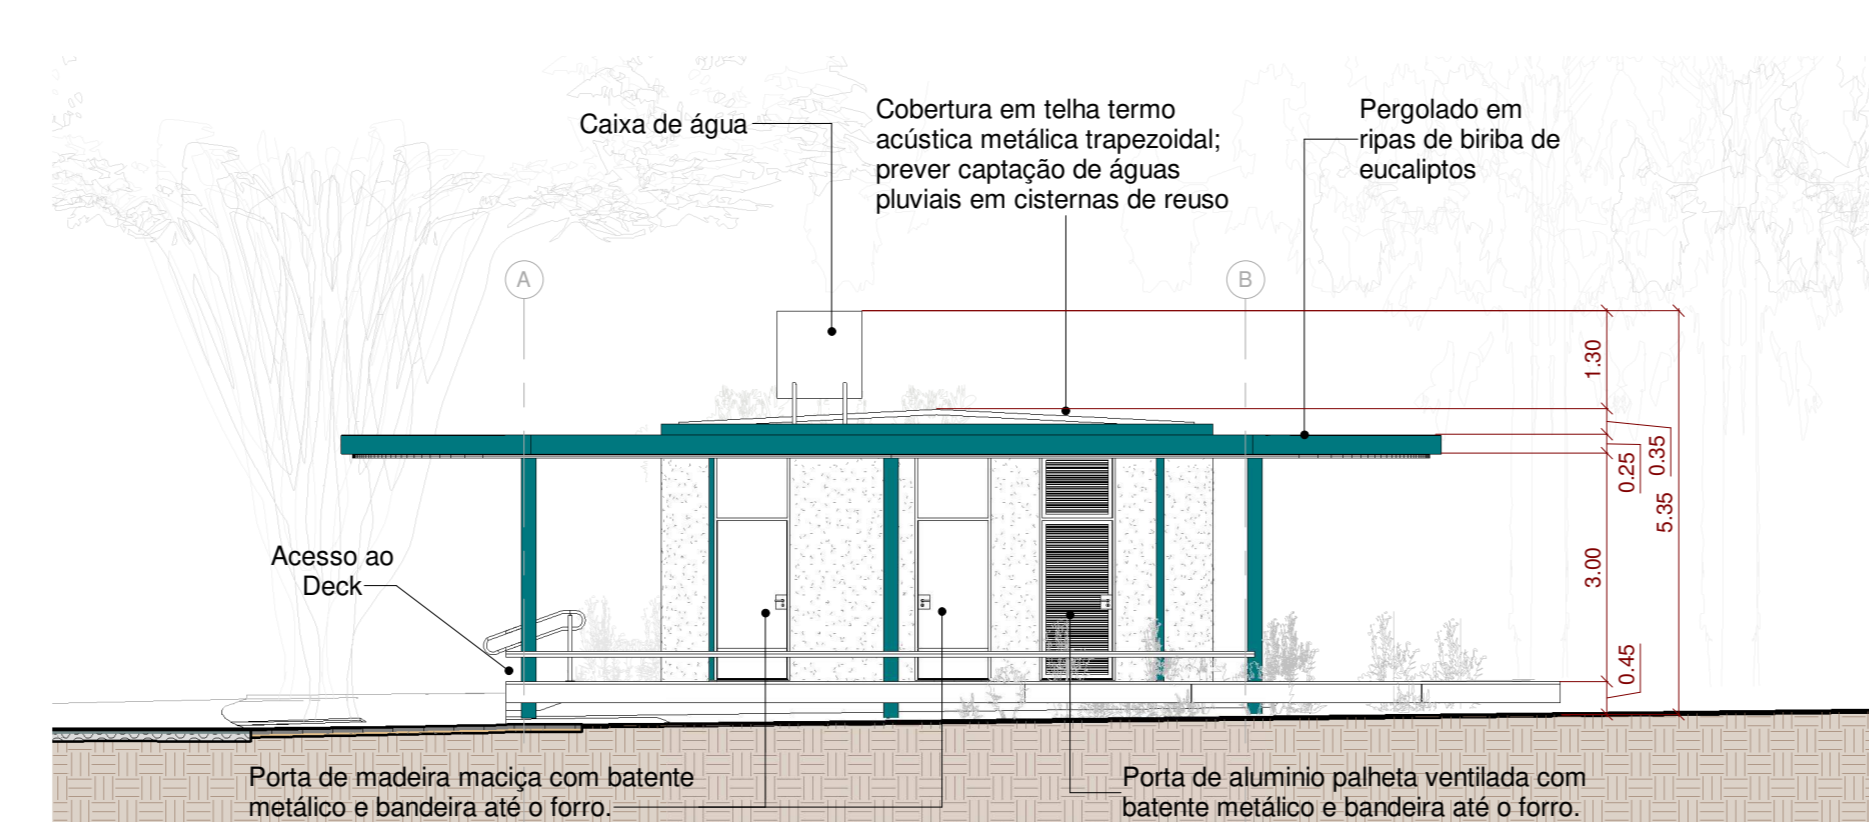 Caixa de água
Cobertura em telha termo
acústica metálica trapezoidal;
prever captação de águas
pluviais em cisternas de reuso
Pergolado em
ripas de biriba de
eucaliptos
A
B
1.30
0.35
0.25
5.35
3.00
0.45
Acesso ao
Deck
Porta de madeira maciça com batente
metálico e bandeira até o forro.
Porta de aluminio palheta ventilada com
batente metálico e bandeira até o forro.